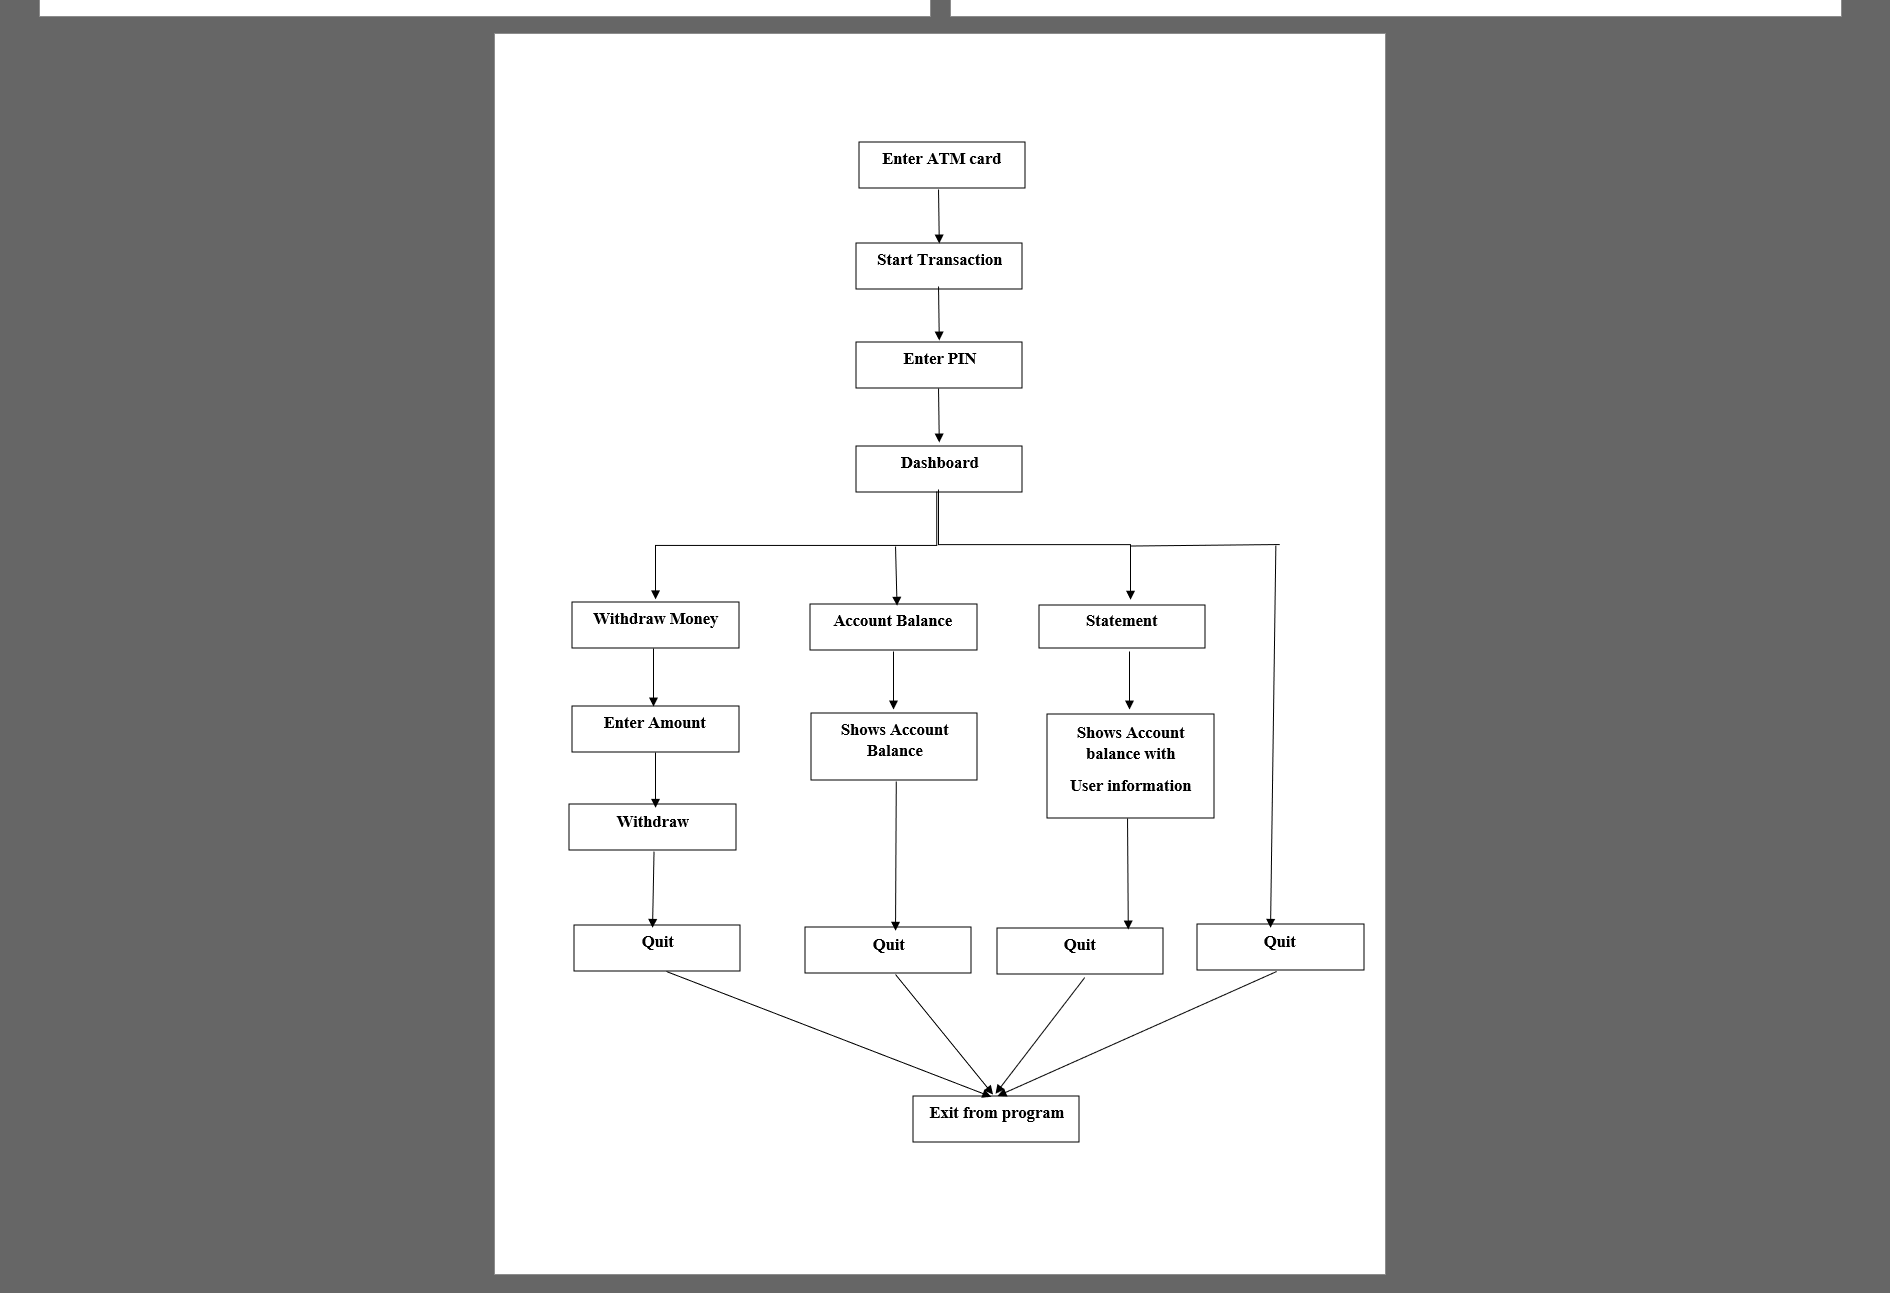 Enter ATM card
Start Transaction
Enter PIN
Dashboard
Withdraw Money
Account Balance
Statement
Enter Amount
Shows Account
Balance
Shows Account
balance with
User information
Withdraw
Quit
Quit
Quit
Quit
Exit from program